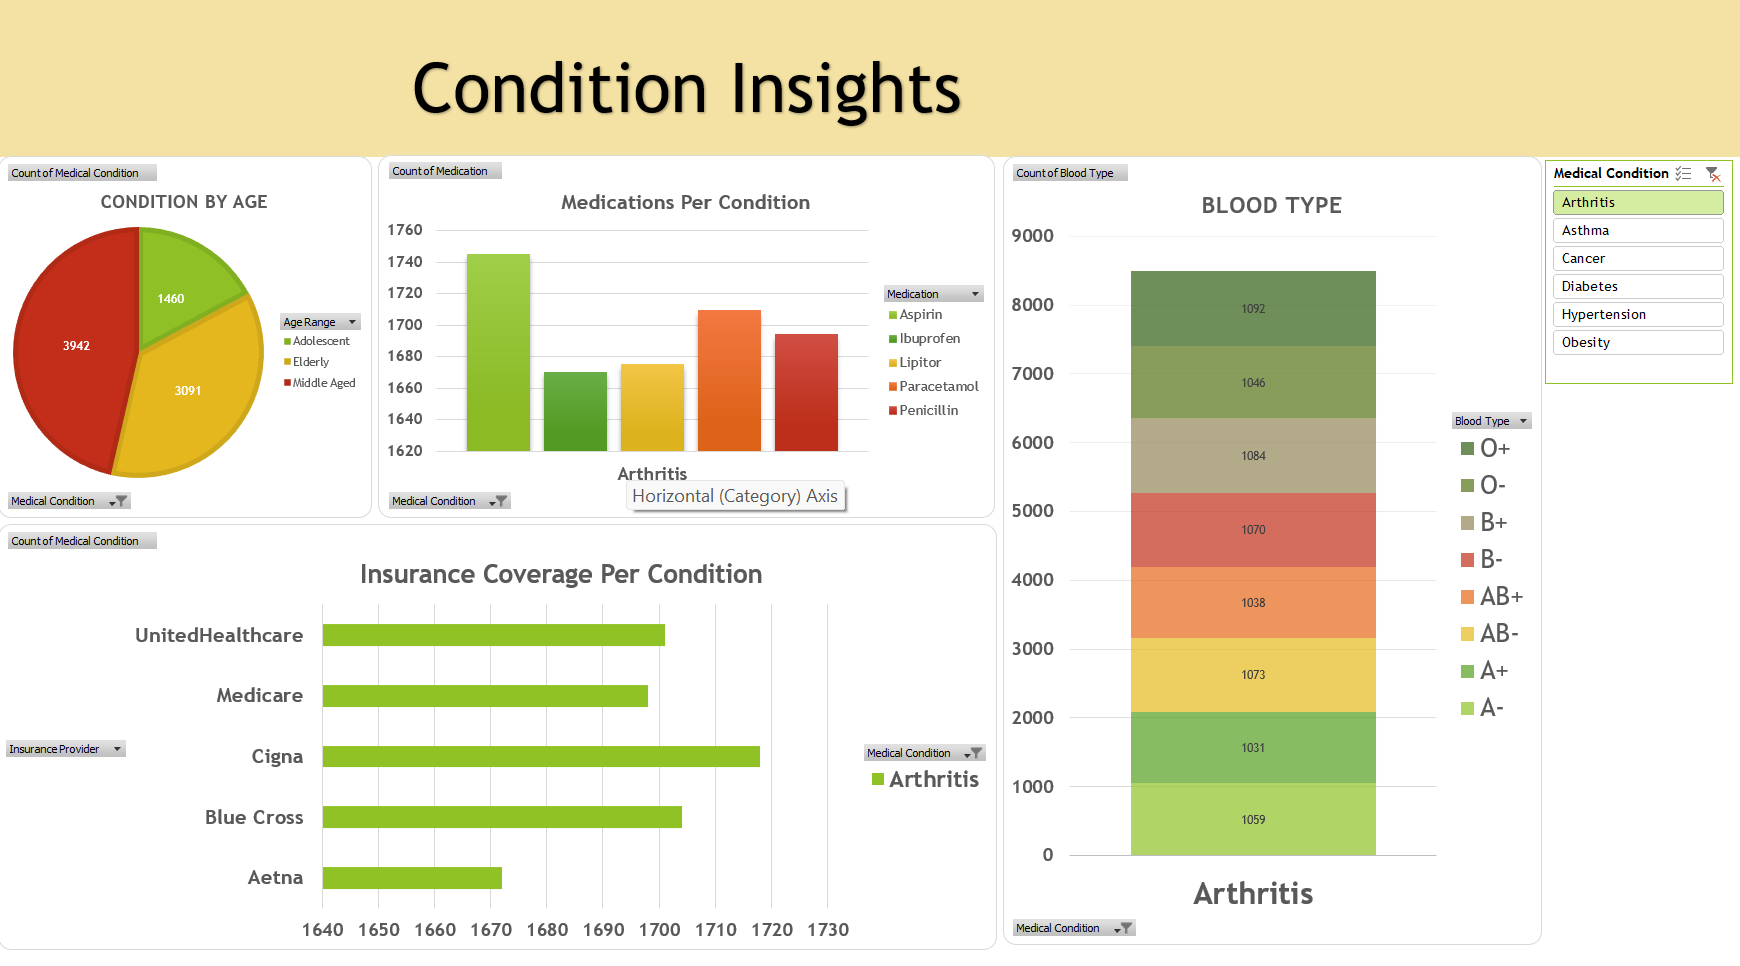 Condition Insights
Count of Medical Condition
CONDITION BY AGE
1460
3942
3091
Age Range
Adolescent
Elderly
Middle Aged
Medical Condition
Count of Medication
Medications Per Condition
1760
1740
1720
1700
1680
1660
1640
1620
Arthritis
Horizontal (Category) Axis
Medication
Aspirin
Ibuprofen
Lipitor
Paracetamol
Penicillin
Medical Condition
Count of Medical Condition
Insurance Coverage Per Condition
UnitedHealthcare
Medicare
Cigna
Blue Cross
Aetna
Insurance Provider
1640 1650 1660 1670 1680 1690 1700 1710 1720 1730
Medical Condition
Arthritis
Count of Blood Type
BLOOD TYPE
9000
8000
7000
6000
5000
4000
3000
2000
1000
0
1092
1046
1084
1070
1038
1073
1031
1059
Arthritis
Blood Type
O+
O-
B+
B-
AB+
AB-
A+
A-
Medical Condition
Medical Condition
Arthritis
Asthma
Cancer
Diabetes
Hypertension
Obesity